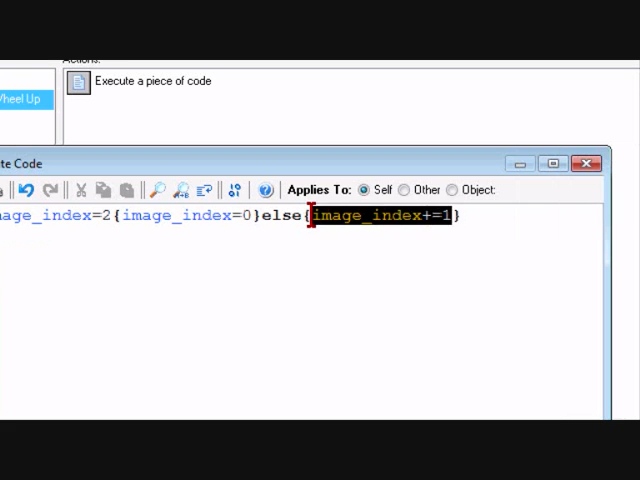 Actions:
Execute a piece of code
Wheel Up
te Code
Applies To: Self Other Object:
mage_index=2{image_index=0}else{image_index+=1}